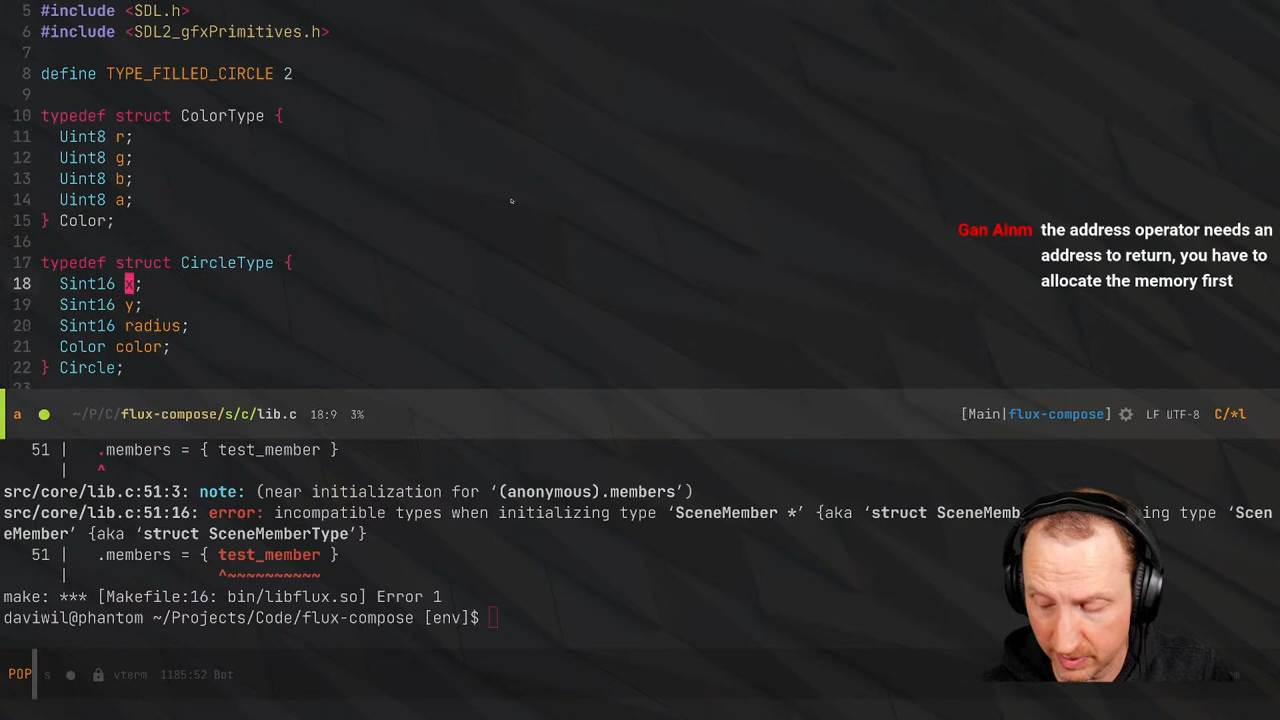 5 #include <SDL.h>
6 #include <SDL2_gfxPrimitives.h>
7
8 define TYPE_FILLED_CIRCLE 2
9
10 typedef struct ColorType {
11 Uint8 r;
12 Uint8 g;
13 Uint8 b;
14 Uint8 a;
15 } Color;
16
17 typedef struct CircleType {
18 Sint16 x;
19 Sint16 y;
20 Sint16 radius;
21 Color color;
22 } Circle;
23
Gan Ainm the address operator needs an
address to return, you have to
allocate the memory first
a ~/P/C/flux-compose/s/c/lib.c 18:9 3% [Main|flux-compose] LF UTF-8 C/*l
51 | .members = { test_member }
| ^
src/core/lib.c:51:3: note: (near initialization for ‘(anonymous).members’)
src/core/lib.c:51:16: error: incompatible types when initializing type ‘SceneMember *’ {aka ‘struct SceneMemb ing type ‘Scen
eMember’ {aka ‘struct SceneMemberType’}
51 | .members = { test_member }
| ^~~~~~~~~~~
make: *** [Makefile:16: bin/libflux.so] Error 1
daviwil@phantom ~/Projects/Code/flux-compose [env]$
POP s vterm 1185:52 Bot